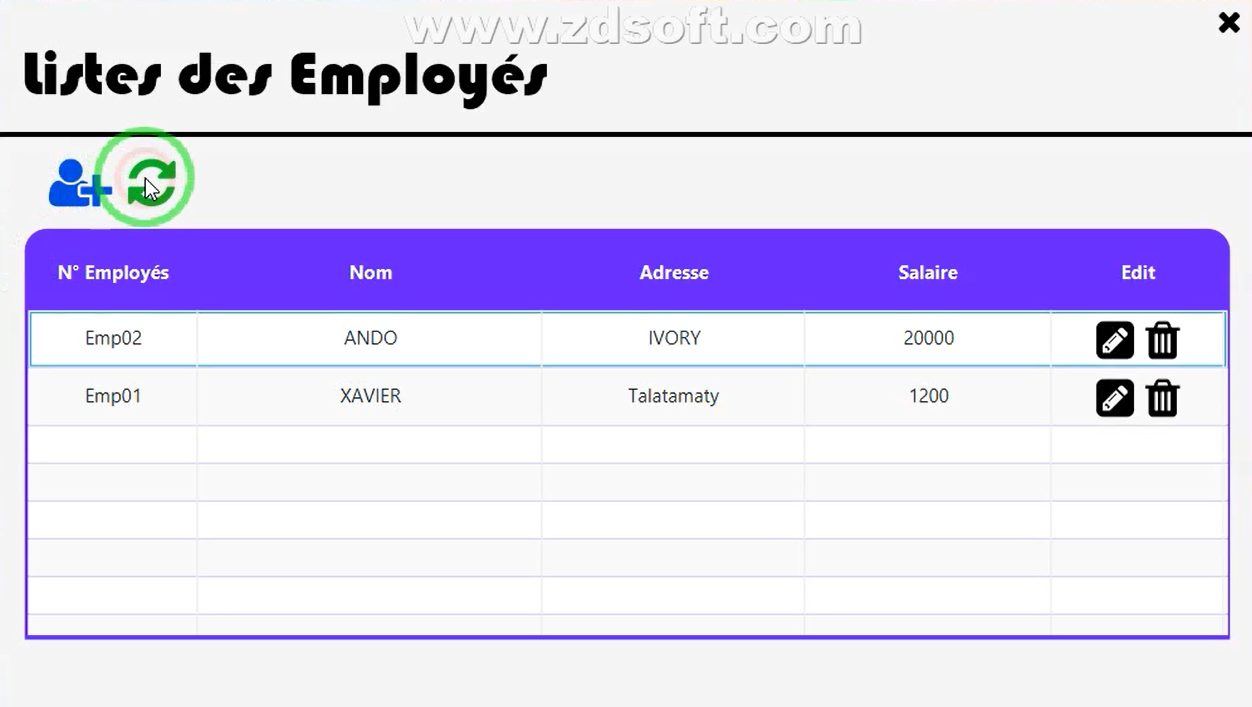 www.zdsoft.com
Listes des Employés
N° Employés Nom Adresse Salaire Edit
Emp02 ANDO IVORY 20000
Emp01 XAVIER Talatamaty 1200